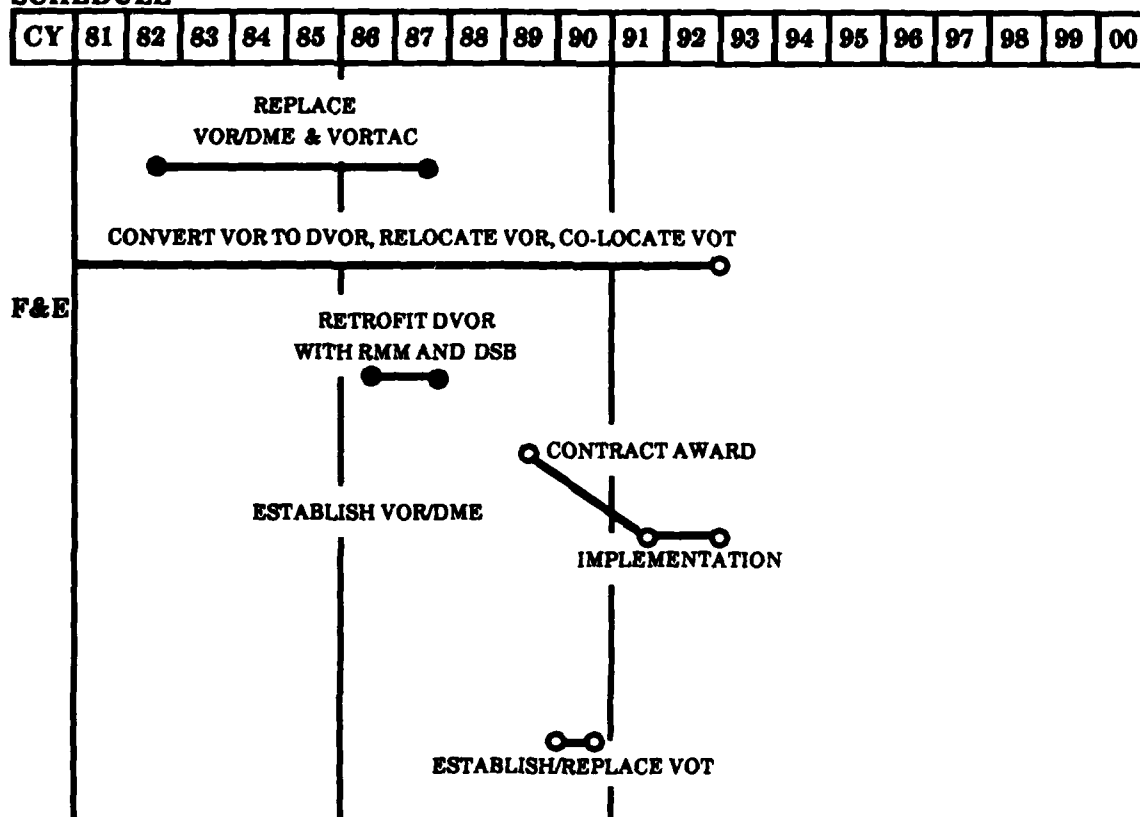 SCHEDULE
CY 81 82 83 84 85 86 87 88 89 90 91 92 93 94 95 96 97 98 99 00
REPLACE
VOR/DME & VORTAC
CONVERT VOR TO DVOR, RELOCATE VOR, CO-LOCATE VOT
F&E
RETROFIT DVOR
WITH RMM AND DSB
CONTRACT AWARD
ESTABLISH VOR/DME
IMPLEMENTATION
ESTABLISH/REPLACE VOT